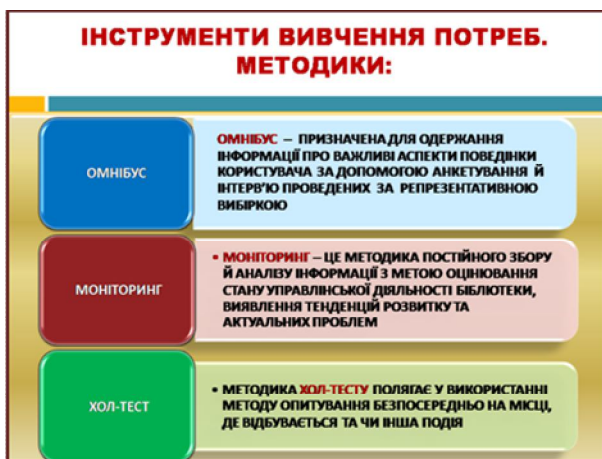 ІНСТРУМЕНТИ ВИВЧЕННЯ ПОТРЕБ.
МЕТОДИКИ:
ОМНІБУС
ОМНІБУС – ПРИЗНАЧЕНА ДЛЯ ОДЕРЖАННЯ
ІНФОРМАЦІЇ ПРО ВАЖЛИВІ АСПЕКТИ ПОВЕДІНКИ
КОРИСТУВАЧА ЗА ДОПОМОГОЮ АНКЕТУВАННЯ Й
ІНТЕРВ'Ю ПРОВЕДЕНИХ ЗА РЕПРЕЗЕНТАТИВНОЮ
ВИБІРКОЮ
МОНІТОРИНГ
• МОНІТОРИНГ – ЦЕ МЕТОДИКА ПОСТІЙНОГО ЗБОРУ
Й АНАЛІЗУ ІНФОРМАЦІЇ З МЕТОЮ ОЦІНЮВАННЯ
СТАНУ УПРАВЛІНСЬКОЇ ДІЯЛЬНОСТІ БІБЛІОТЕКИ,
ВИЯВЛЕННЯ ТЕНДЕНЦІЙ РОЗВИТКУ ТА
АКТУАЛЬНИХ ПРОБЛЕМ
ХОЛ-ТЕСТ
• МЕТОДИКА ХОЛ-ТЕСТУ ПОЛЯГАЄ У ВИКОРИСТАННІ
МЕТОДУ ОПИТУВАННЯ БЕЗПОСЕРЕДНЬО НА МІСЦІ,
ДЕ ВІДБУВАЄТЬСЯ ТА ЧИ ІНША ПОДІЯ